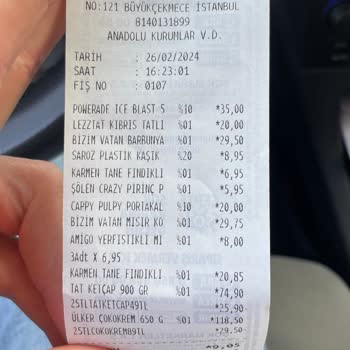 NO:121 BÜYÜKÇEKMECE İSTANBUL
8140131899
ANADOLU KURUMLAR V.D.
TARİH : 26/02/2024
SAAT : 16:23:01
FİŞ NO : 0107
POWERADE ICE BLAST 5 %10 *35,00
LEZZTAT KIBRIS TATLI %01 *20,00
BİZİM VATAN BARBUNYA %01 *29,50
SAROZ PLASTİK KAŞIK %20 *8,95
KARMEN TANE FINDIKLI %01 *6,95
ŞÖLEN CRAZY PİRİNÇ P %01 *5,95
CAPPY PULPY PORTAKAL %10 *20,00
BİZİM VATAN MISIR KO %01 *29,75
AMİGO YERFISTIKLI MI %01 *8,00
3Adt X 6,95
KARMEN TANE FINDIKLI %01 *20,85
TAT KETÇAP 900 GR %01 *74,90
25TLTATKETCAP49TL *25,90
ÜLKER ÇOKOKREM 650 G %01 *118,50
25TLÇOKOKREM89TL *29,50